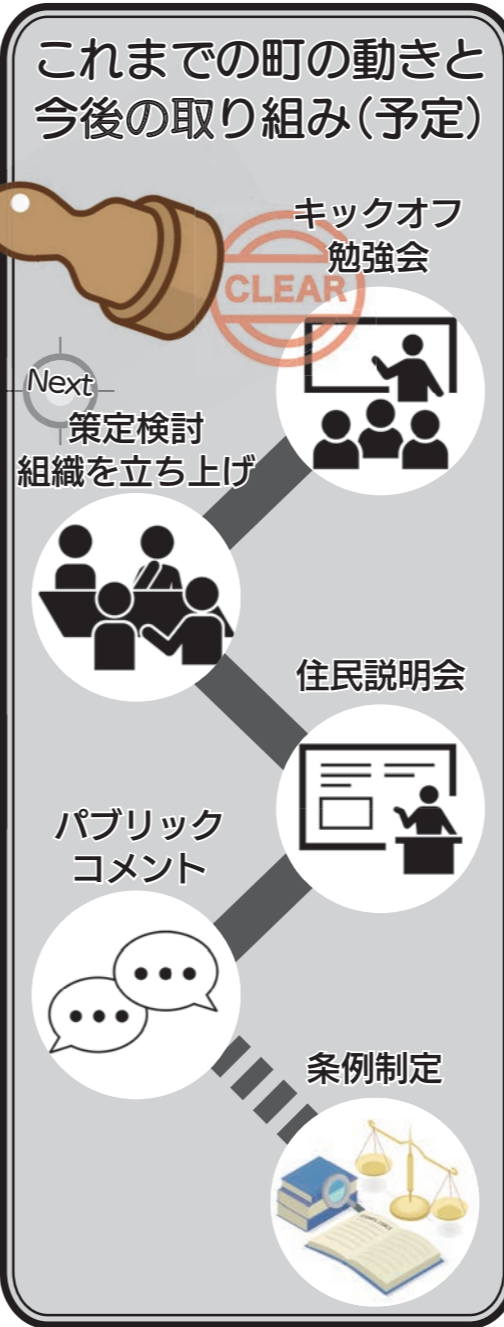 これまでの町の動きと
今後の取り組み(予定)
キックオフ
勉強会
CLEAR
Next
策定検討
組織を立ち上げ
住民説明会
パブリック
コメント
条例制定